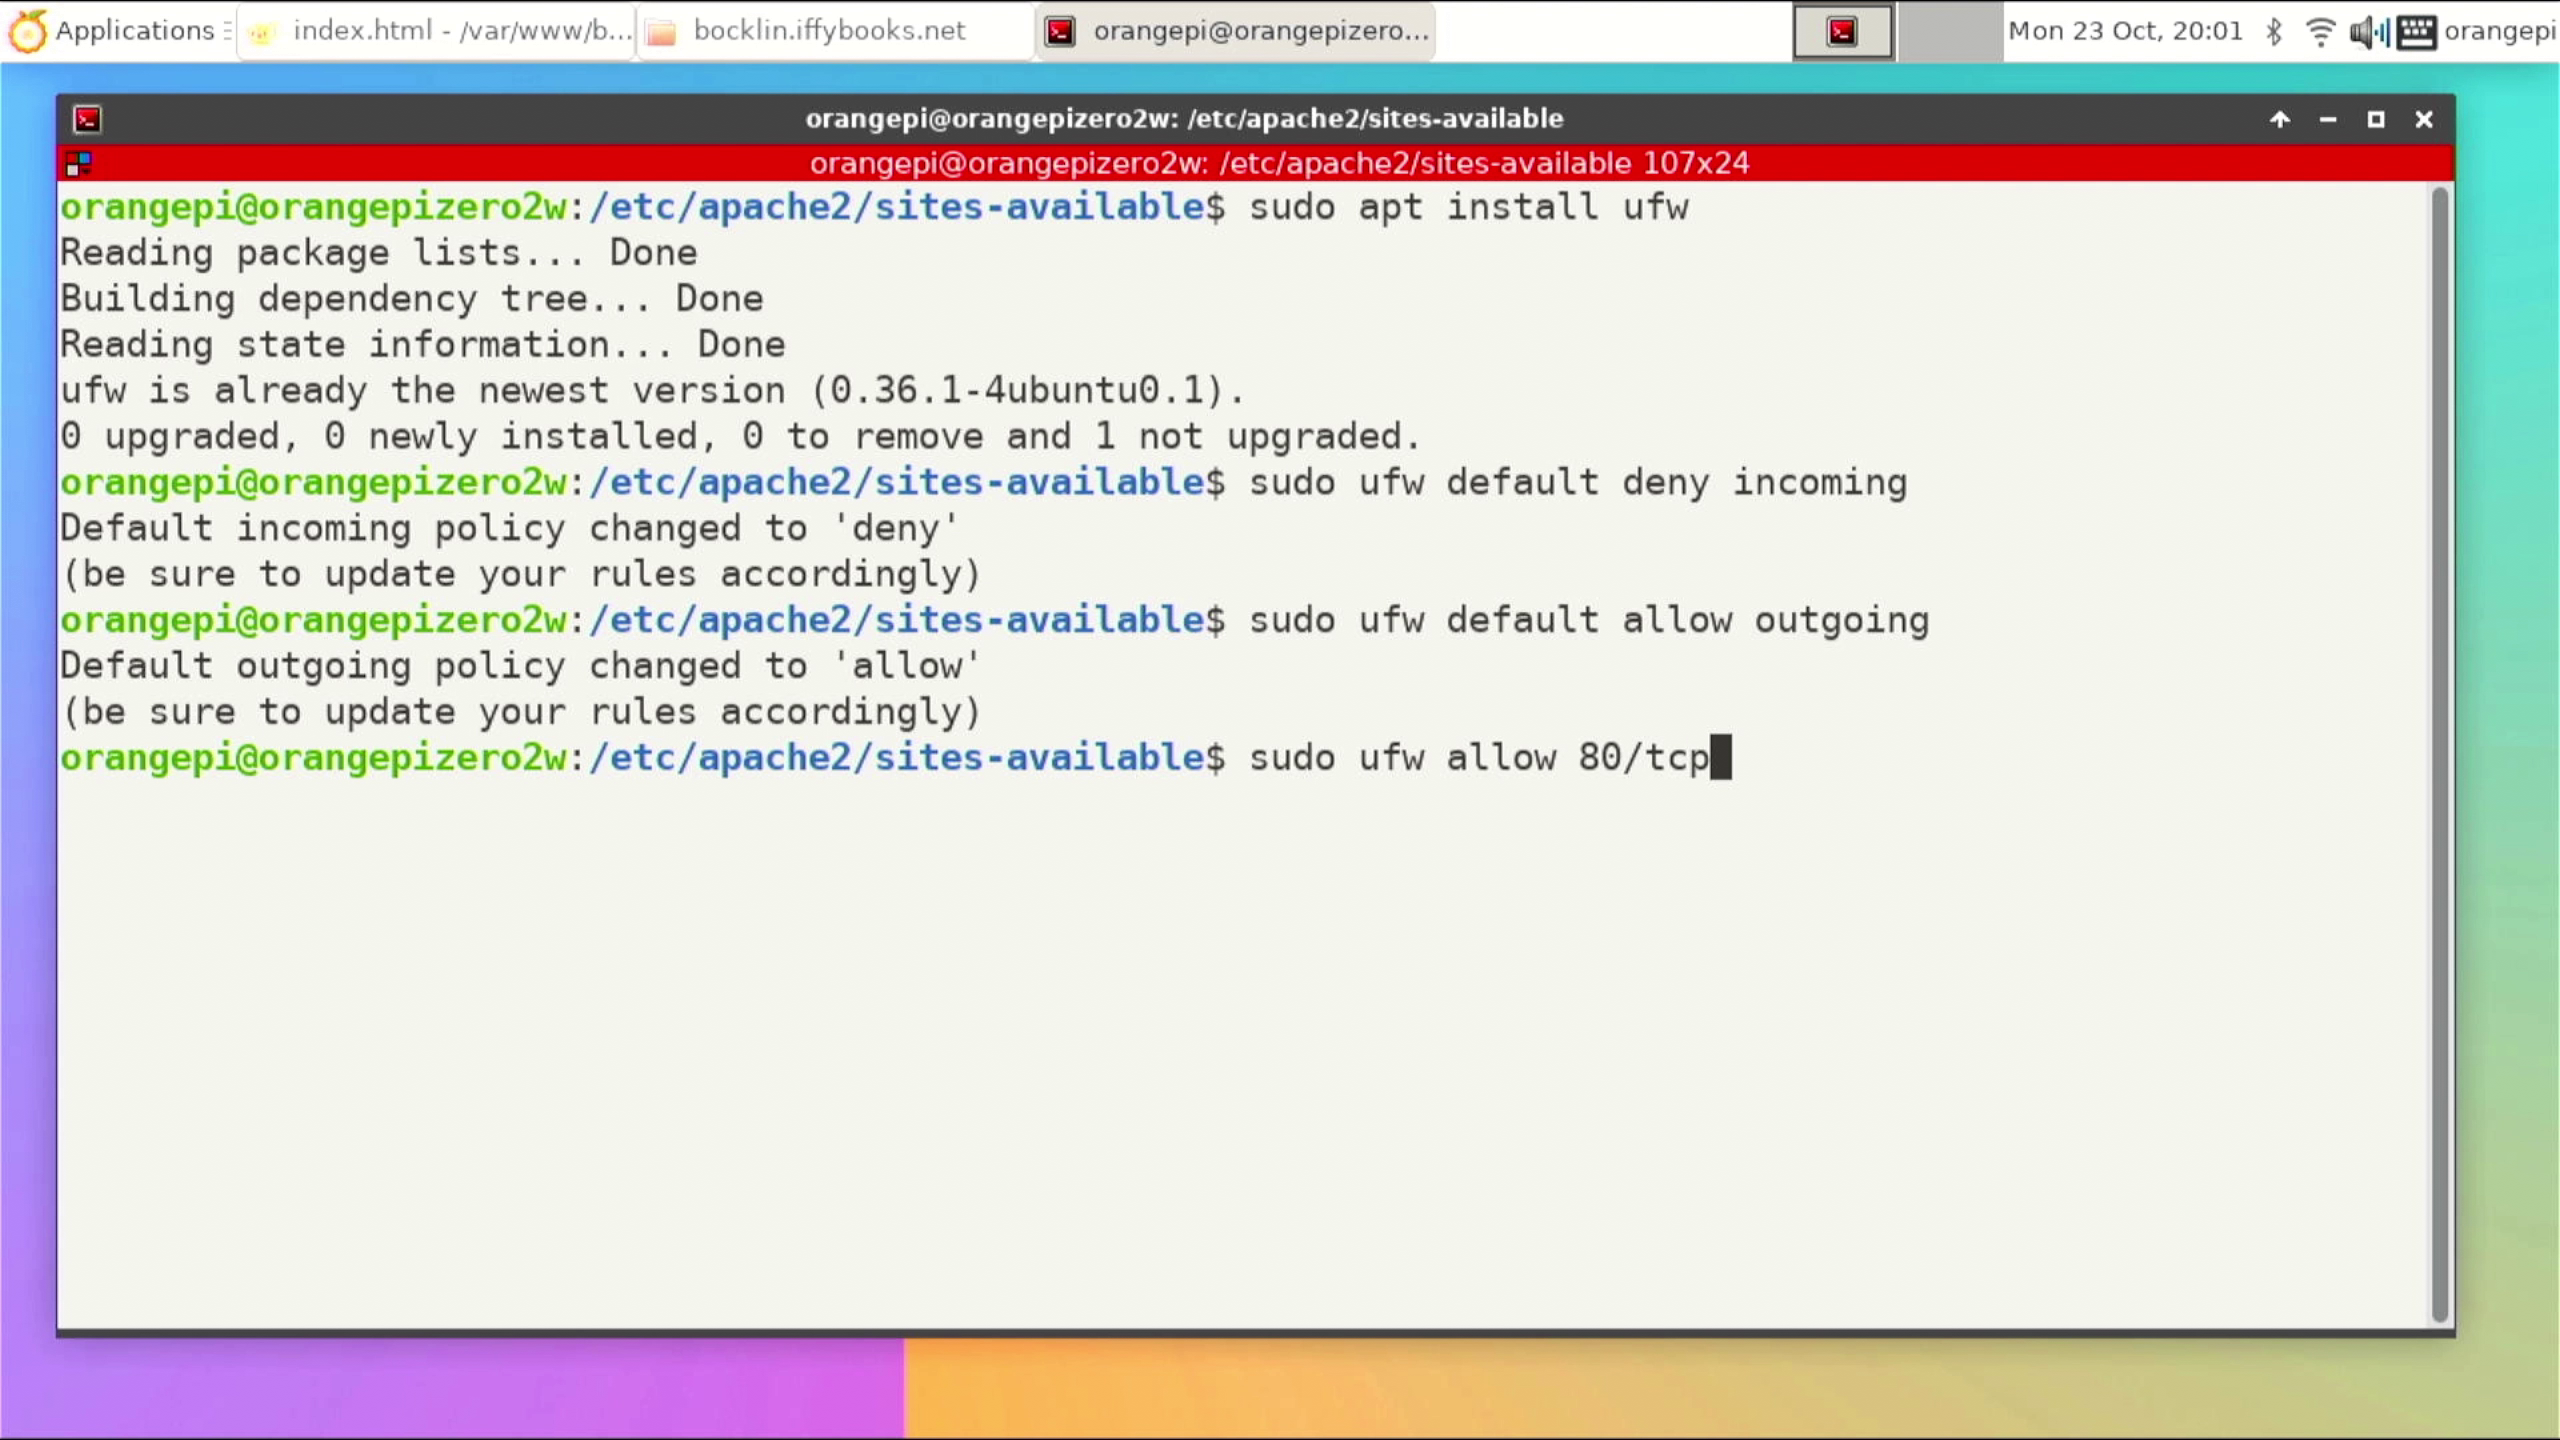 Applications
index.html - /var/www/b...
bocklin.iffybooks.net
orangepi@orangepizero...
Mon 23 Oct, 20:01
orangepi
orangepi@orangepizero2w: /etc/apache2/sites-available
orangepi@orangepizero2w: /etc/apache2/sites-available 107x24
orangepi@orangepizero2w:/etc/apache2/sites-available$ sudo apt install ufw
Reading package lists... Done
Building dependency tree... Done
Reading state information... Done
ufw is already the newest version (0.36.1-4ubuntu0.1).
0 upgraded, 0 newly installed, 0 to remove and 1 not upgraded.
orangepi@orangepizero2w:/etc/apache2/sites-available$ sudo ufw default deny incoming
Default incoming policy changed to 'deny'
(be sure to update your rules accordingly)
orangepi@orangepizero2w:/etc/apache2/sites-available$ sudo ufw default allow outgoing
Default outgoing policy changed to 'allow'
(be sure to update your rules accordingly)
orangepi@orangepizero2w:/etc/apache2/sites-available$ sudo ufw allow 80/tcp